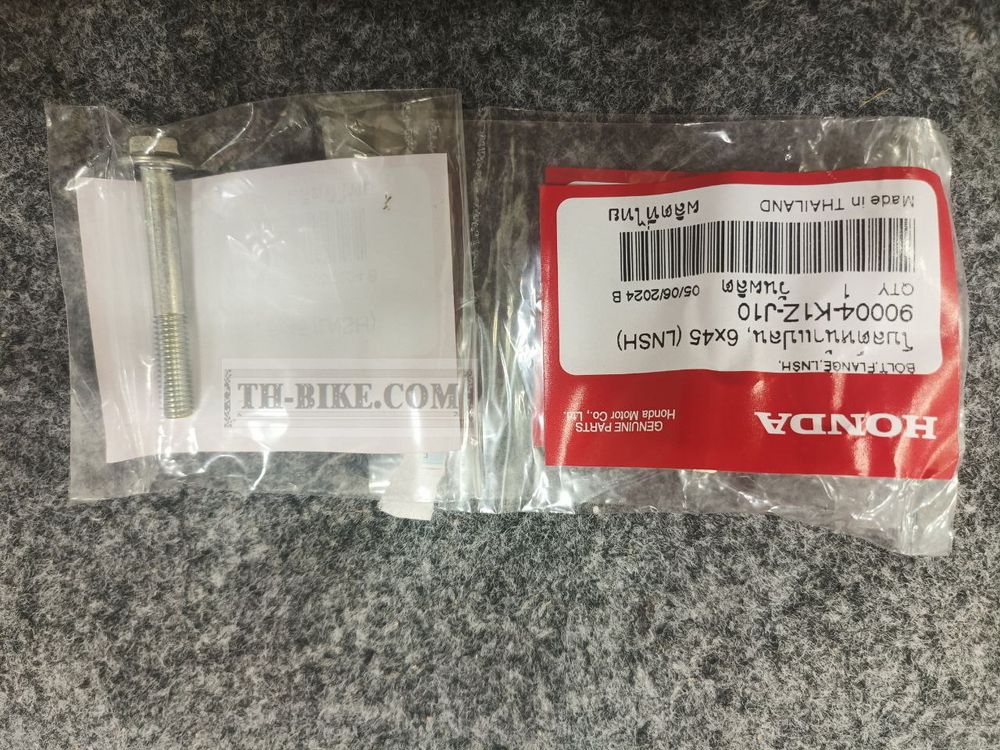 HONDA
GENUINE PARTS
Honda Motor Co., Ltd.
BOLT,FLANGE,LNSH,
โบลต์หน้าแปลน, 6x45 (LNSH)
90004-K1Z-J10
QTY 1 วันผลิต
05/06/2024 B
Made in THAILAND ผลิตที่ไทย
TH-BIKE.COM